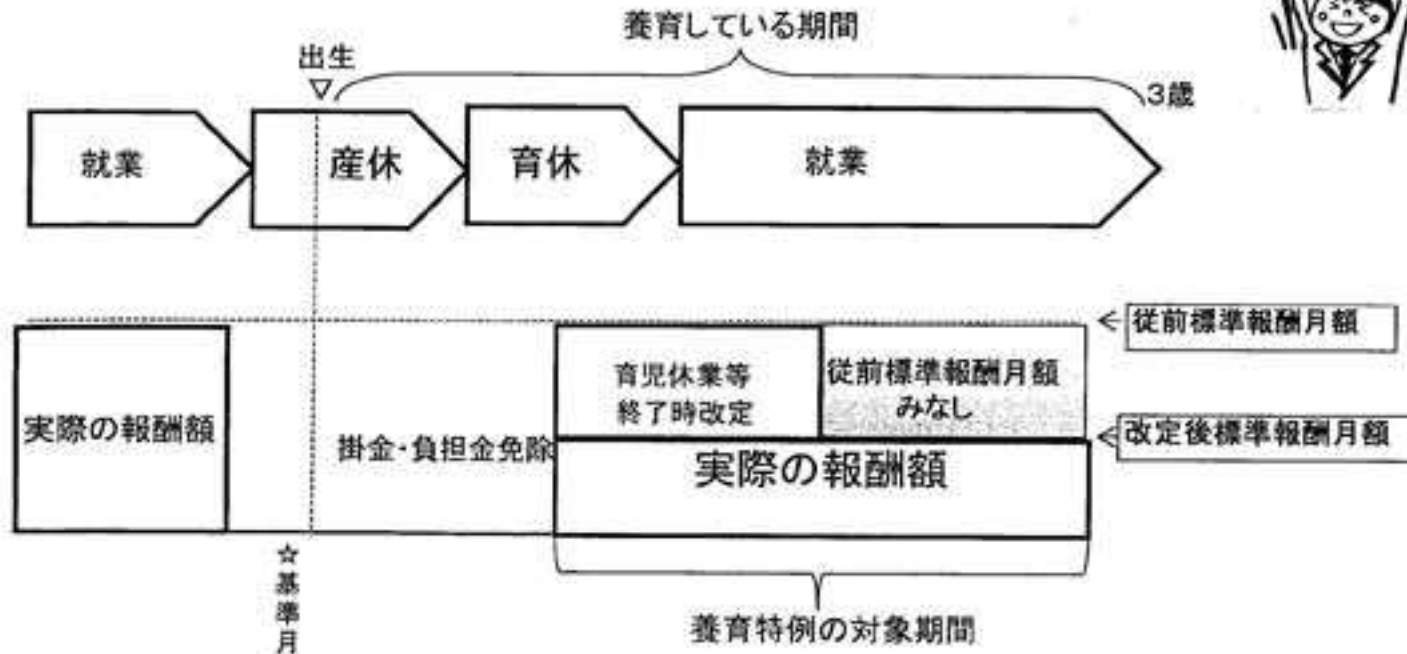 養育している期間
出生
▽
3歳
就業
産休
育休
就業
従前標準報酬月額
育児休業等
終了時改定
従前標準報酬月額
みなし
実際の報酬額
改定後標準報酬月額
掛金・負担金免除
実際の報酬額
☆基準月
養育特例の対象期間